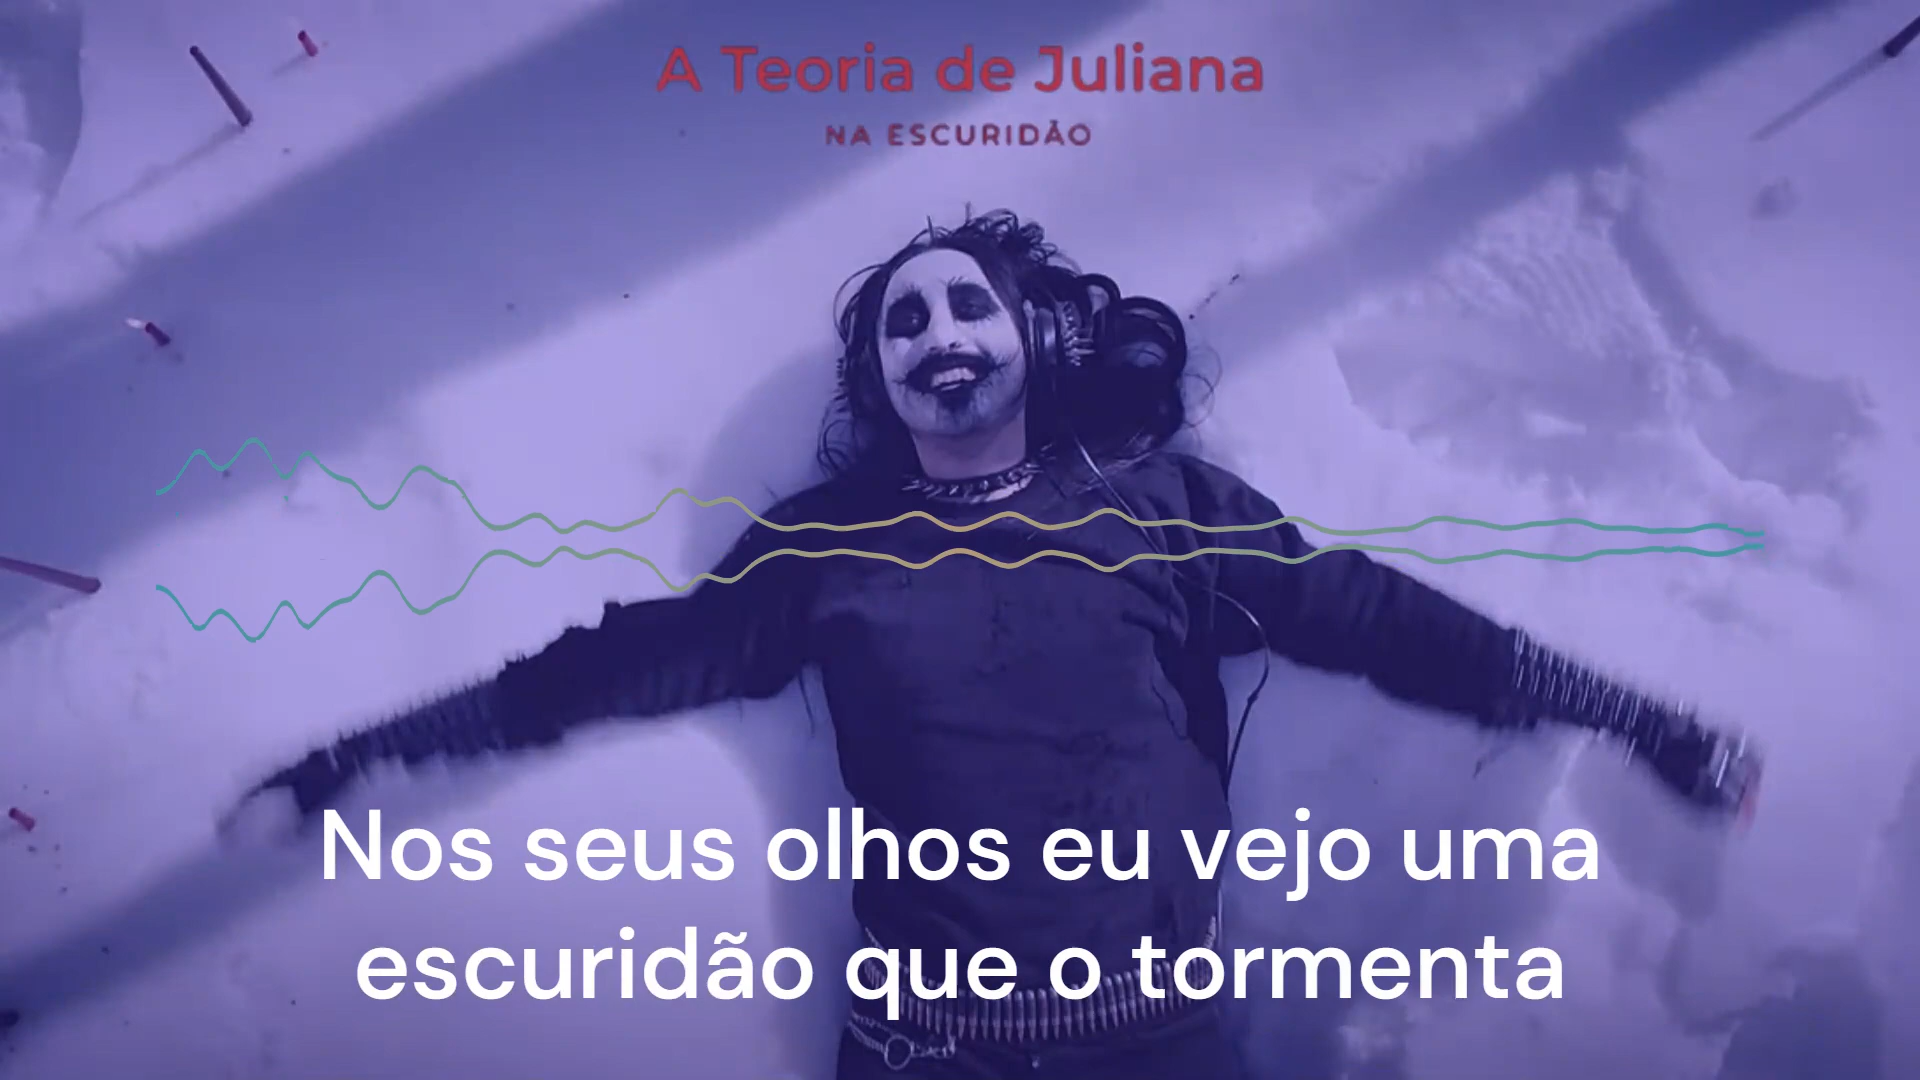 A Teoria de Juliana
NA ESCURIDÃO
Nos seus olhos eu vejo uma
escuridão que o tormenta